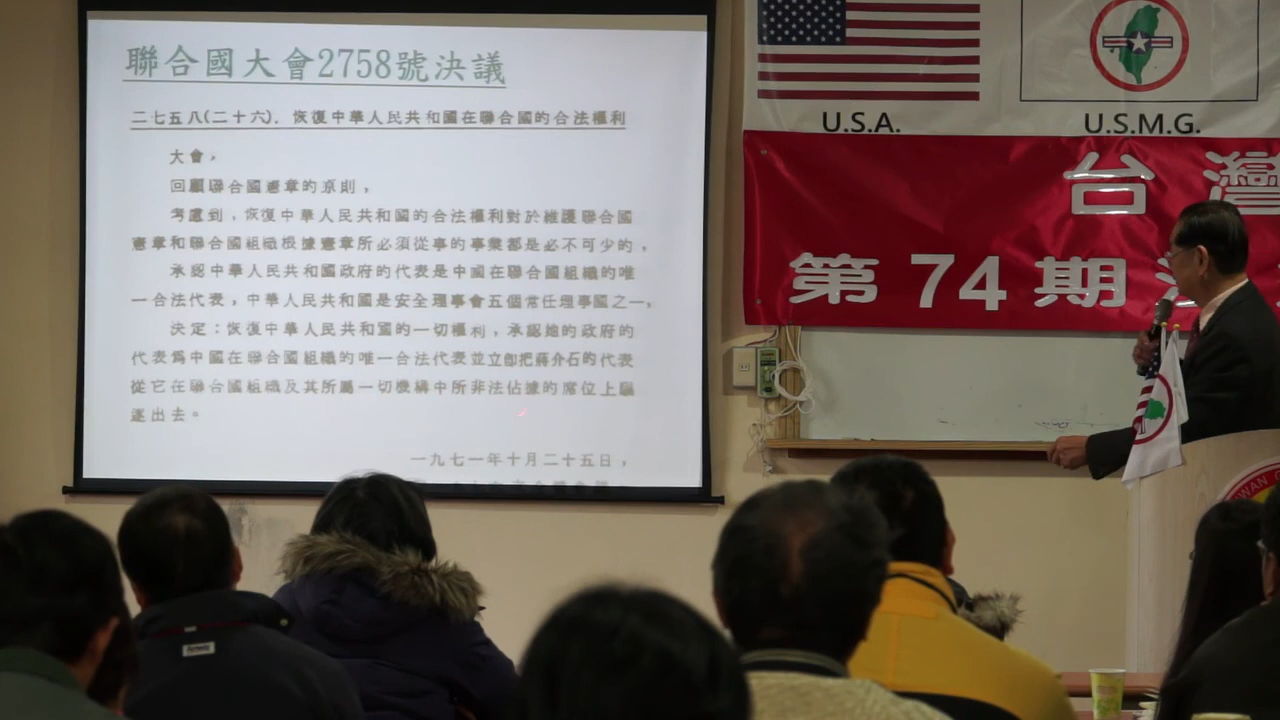 聯合國大會2758號決議
二七五八(二十六). 恢復中華人民共和國在聯合國的合法權利
大會,
回顧聯合國憲章的原則,
考慮到,恢復中華人民共和國的合法權利對於維護聯合國
憲章和聯合國組織根據憲章所必須從事的事業都是必不可少的,
承認中華人民共和國政府的代表是中國在聯合國組織的唯
一合法代表,中華人民共和國是安全理事會五個常任理事國之一,
決定:恢復中華人民共和國的一切權利,承認她的政府的
代表為中國在聯合國組織的唯一合法代表並立即把蔣介石的代表
從它在聯合國組織及其所屬一切機構中所非法佔據的席位上驅
逐出去。
一九七一年十月二十五日,
U.S.A.
U.S.M.G.
台灣
第74期